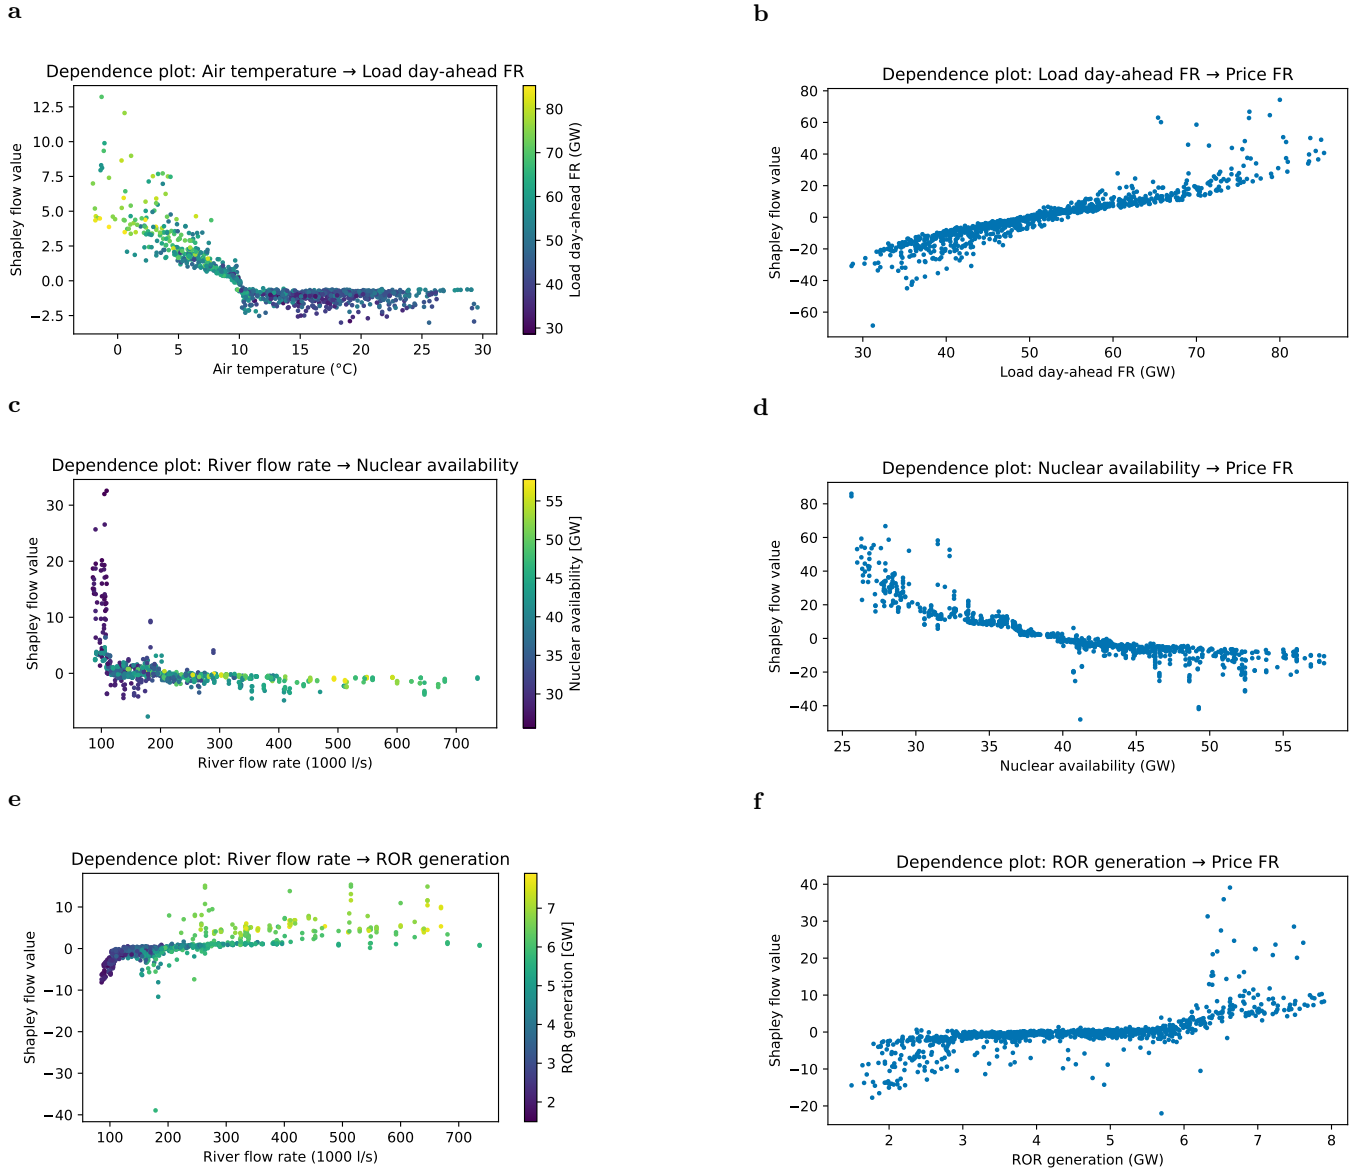 a
Dependence plot: Air temperature → Load day-ahead FR
Shapley flow value
12.5
10.0
7.5
5.0
2.5
0.0
−2.5
0 5 10 15 20 25 30
Air temperature (°C)
80
70
60
50
40
30
Load day-ahead FR (GW)
b
Dependence plot: Load day-ahead FR → Price FR
Shapley flow value
80
60
40
20
0
−20
−40
−60
30 40 50 60 70 80
Load day-ahead FR (GW)
c
Dependence plot: River flow rate → Nuclear availability
Shapley flow value
30
20
10
0
100 200 300 400 500 600 700
River flow rate (1000 l/s)
55
50
45
40
35
30
Nuclear availability [GW]
d
Dependence plot: Nuclear availability → Price FR
Shapley flow value
80
60
40
20
0
−20
−40
25 30 35 40 45 50 55
Nuclear availability (GW)
e
Dependence plot: River flow rate → ROR generation
Shapley flow value
10
0
−10
−20
−30
−40
100 200 300 400 500 600 700
River flow rate (1000 l/s)
7
6
5
4
3
2
ROR generation [GW]
f
Dependence plot: ROR generation → Price FR
Shapley flow value
40
30
20
10
0
−10
−20
2 3 4 5 6 7 8
ROR generation (GW)